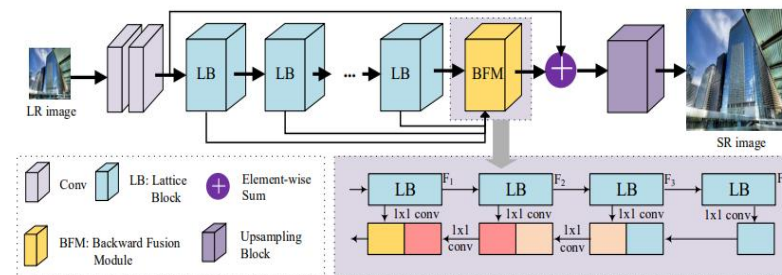 LR image
LB
LB
...
LB
BFM
+
SR image
Conv
LB: Lattice
Block
Element-wise
Sum
BFM: Backward Fusion
Module
Upsampling
Block
LB F1
LB F2
LB F3
LB F
1x1 conv
1x1 conv
1x1 conv
1x1 conv
1x1
conv
1x1
conv